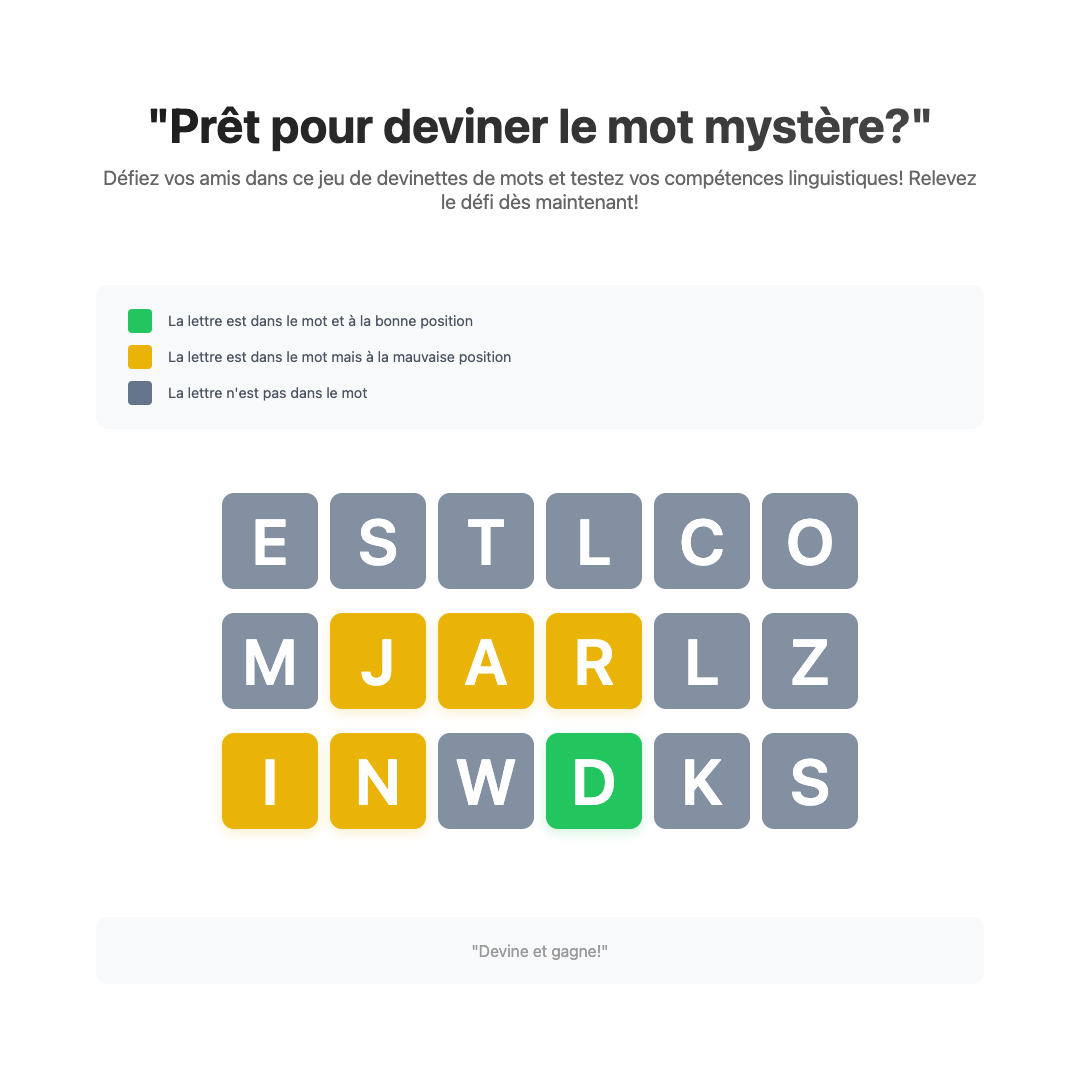 "Prêt pour deviner le mot mystère?"
Défiez vos amis dans ce jeu de devinettes de mots et testez vos compétences linguistiques! Relevez
le défi dès maintenant!
La lettre est dans le mot et à la bonne position
La lettre est dans le mot mais à la mauvaise position
La lettre n'est pas dans le mot
E S T L C O
M J A R L Z
I N W D K S
"Devine et gagne!"